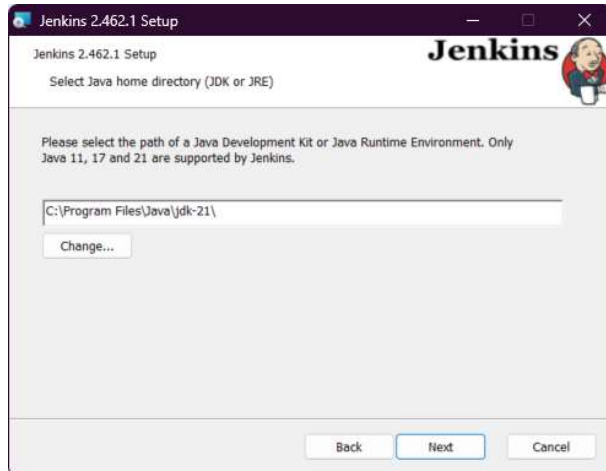 Jenkins 2.462.1 Setup
Jenkins 2.462.1 Setup
Jenkins
Select Java home directory (JDK or JRE)
Please select the path of a Java Development Kit or Java Runtime Environment. Only
Java 11, 17 and 21 are supported by Jenkins.
C:\Program Files\Java\jdk-21\
Change...
Back Next Cancel